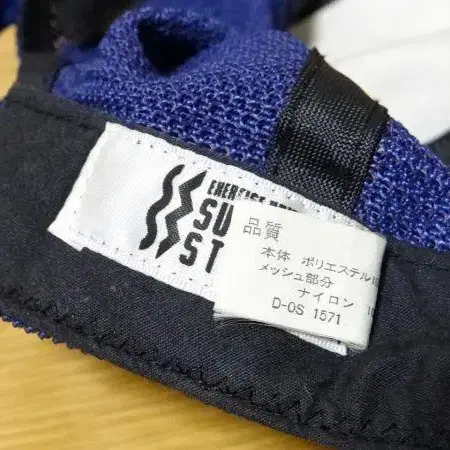 EXERCISE
SU
ST
品質
本体 ポリエステル
メッシュ部分
ナイロン
D-OS 1571